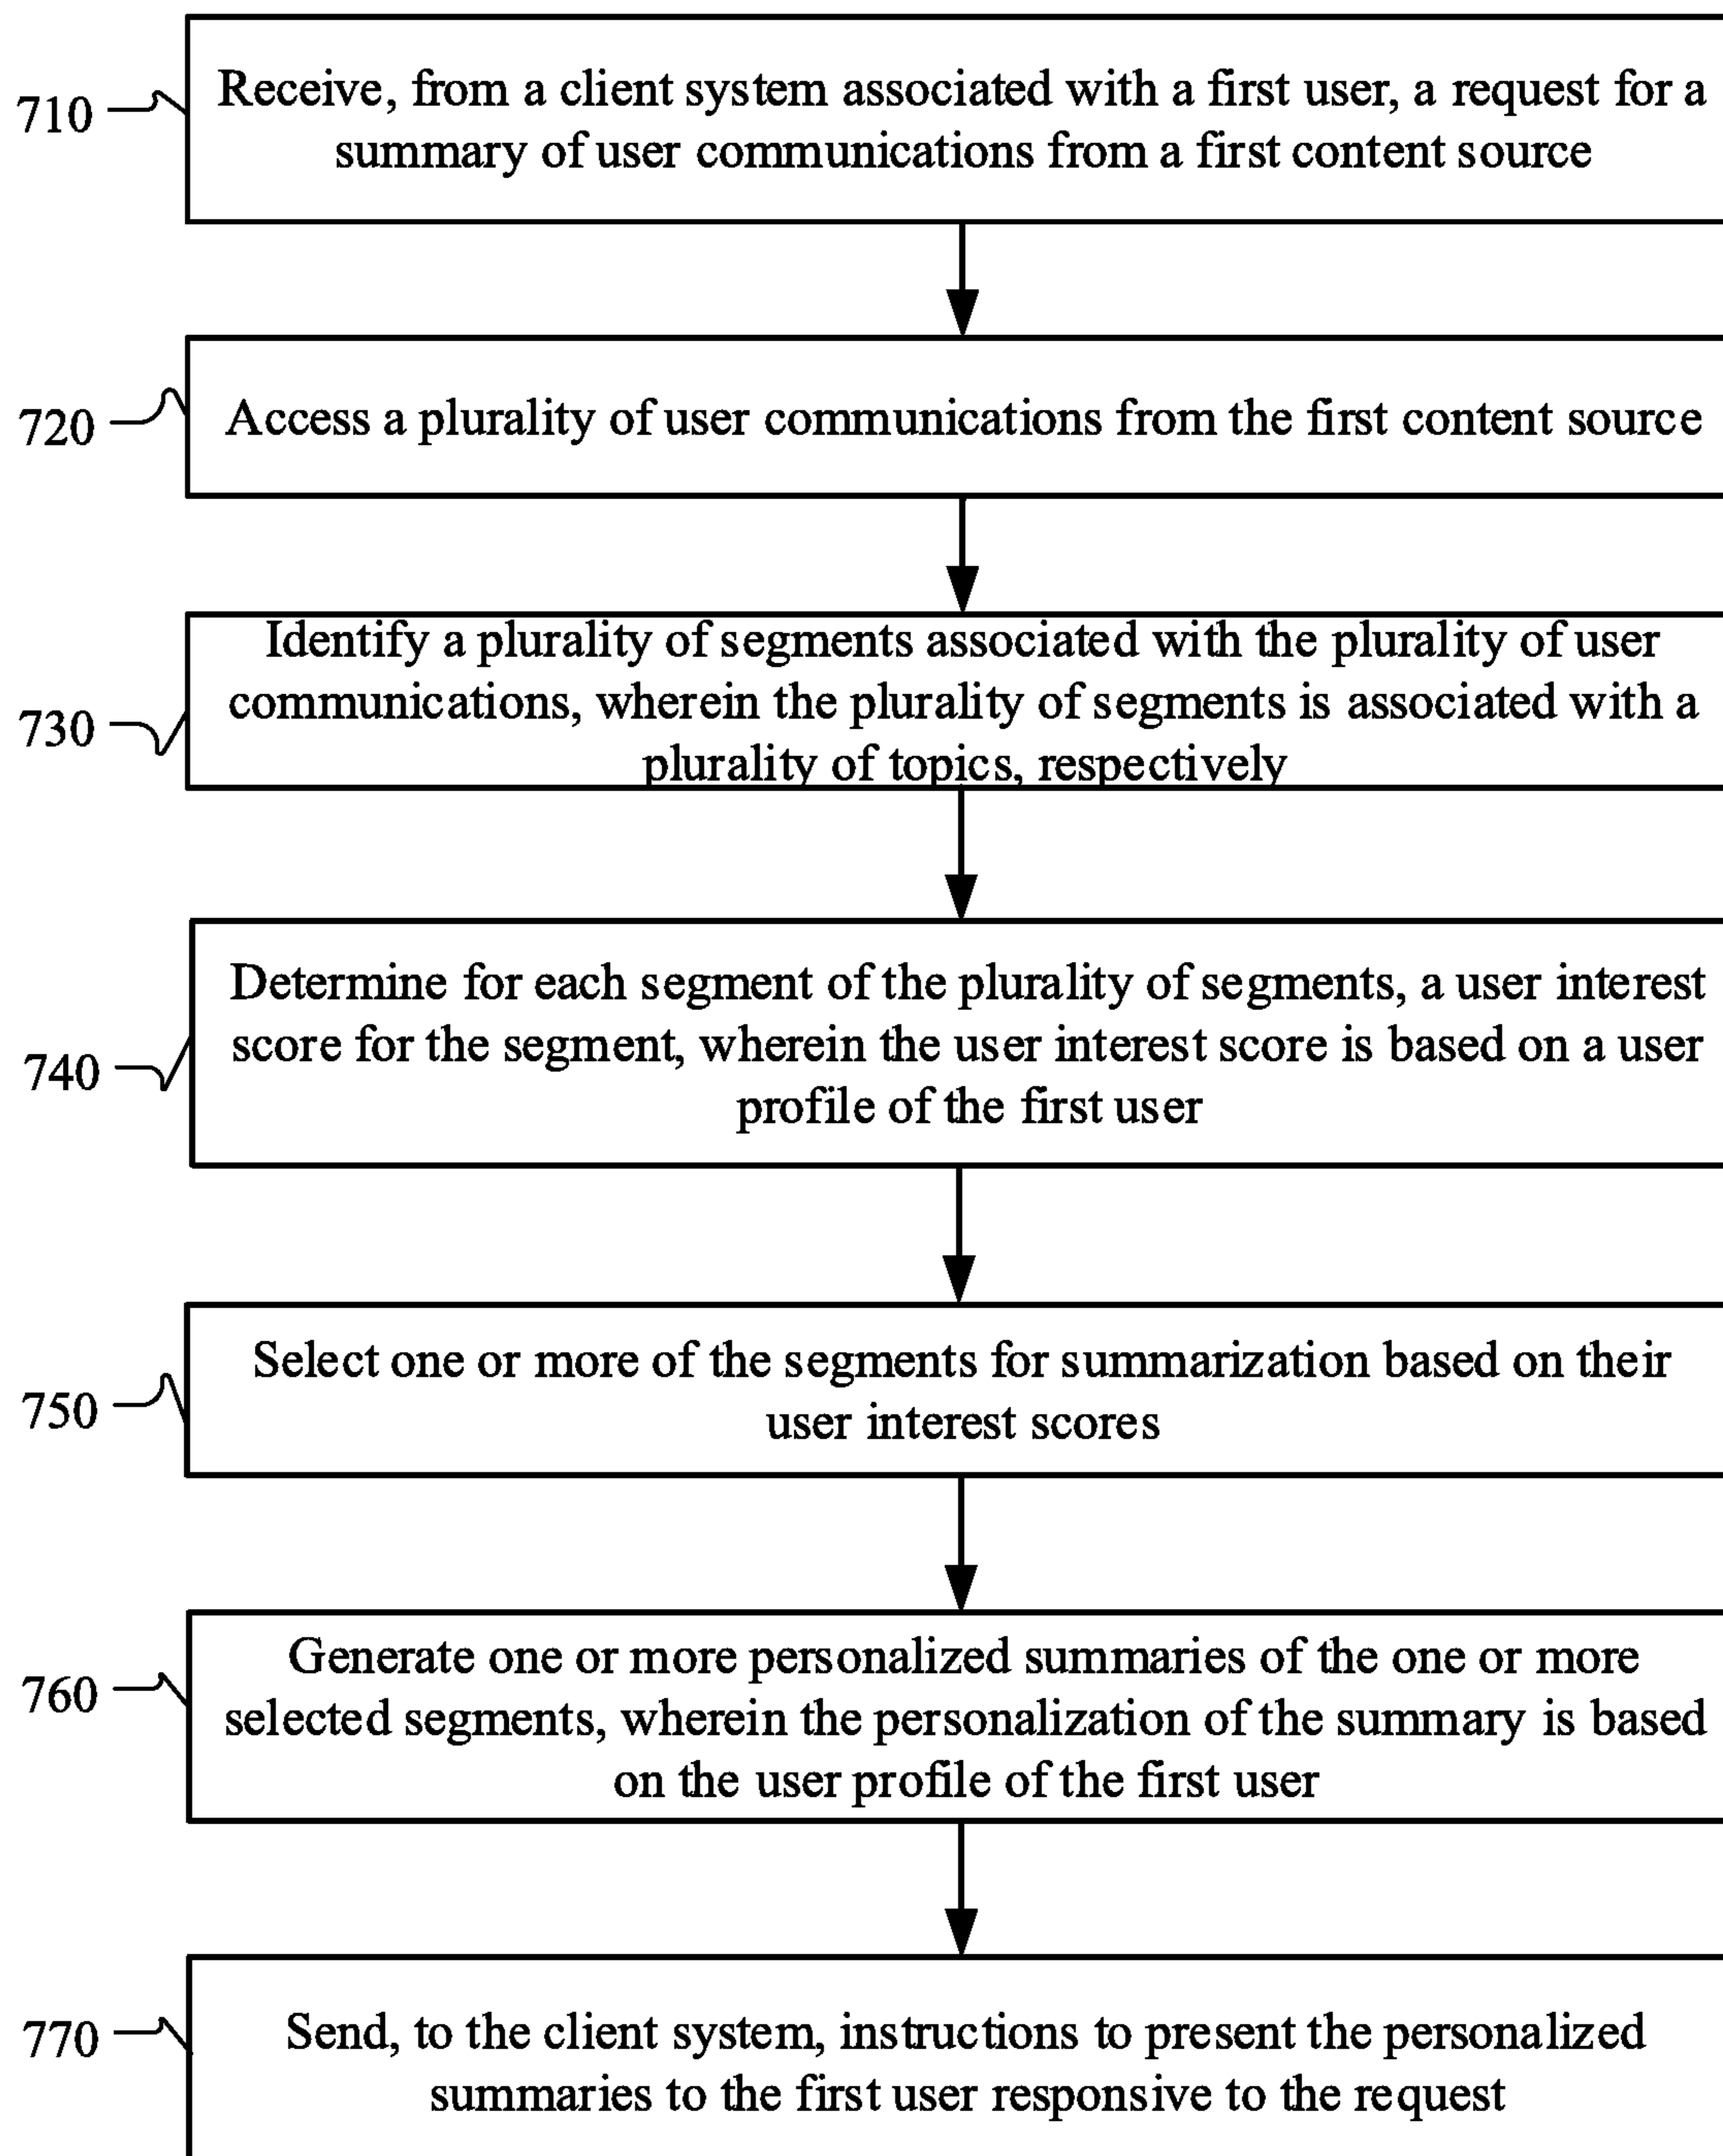 710
Receive, from a client system associated with a first user, a request for a
summary of user communications from a first content source
720
Access a plurality of user communications from the first content source
730
Identify a plurality of segments associated with the plurality of user
communications, wherein the plurality of segments is associated with a
plurality of topics, respectively
740
Determine for each segment of the plurality of segments, a user interest
score for the segment, wherein the user interest score is based on a user
profile of the first user
750
Select one or more of the segments for summarization based on their
user interest scores
760
Generate one or more personalized summaries of the one or more
selected segments, wherein the personalization of the summary is based
on the user profile of the first user
770
Send, to the client system, instructions to present the personalized
summaries to the first user responsive to the request